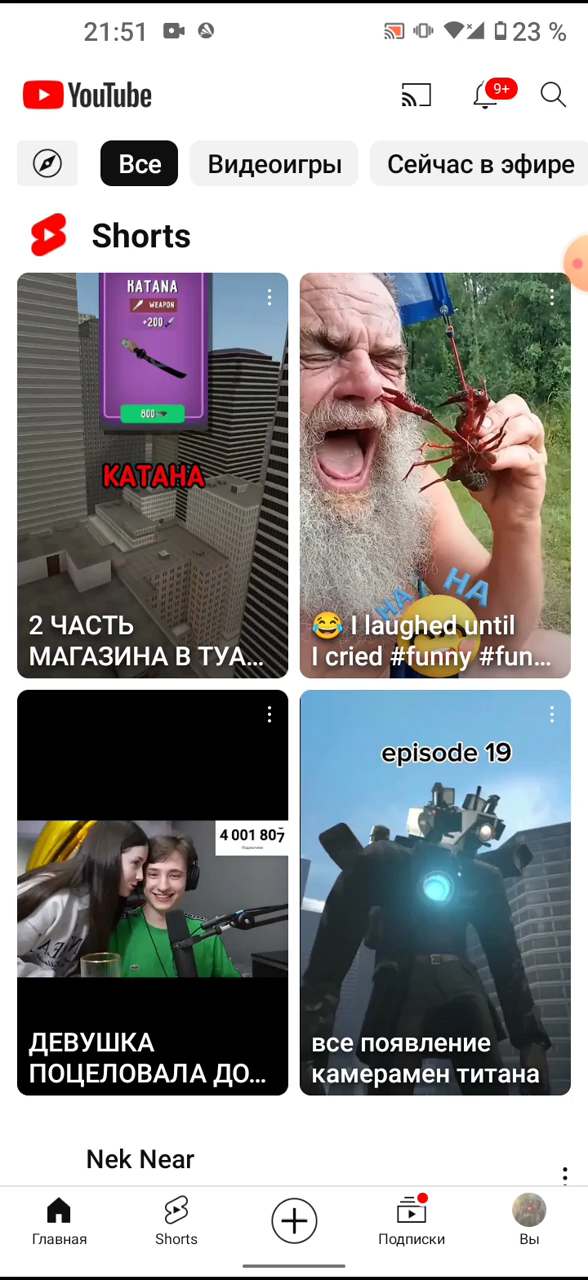 21:51
23 %
YouTube
9+
Все
Видеоигры
Сейчас в эфире
Shorts
KATANA
WEAPON
+200
800
КАТАНА
2 ЧАСТЬ
МАГАЗИНА В ТУА...
HA HA
😂 I laughed until
I cried #funny #fun...
4 001 807
ДЕВУШКА
ПОЦЕЛОВАЛА ДО...
episode 19
все появление
камерамен титана
Nek Near
Главная
Shorts
Подписки
Вы